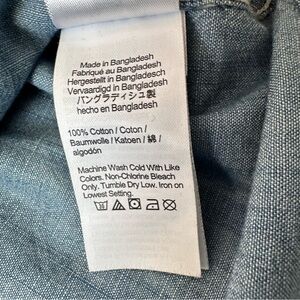 Made in Bangladesh
Fabriqué au Bangladesh
Hergestellt in Bangladesch
Vervaardigd in Bangladesh
バングラディシュ製
hecho en Bangladesh
100% Cotton / Coton /
Baumwolle / Katoen / 綿 /
algodón
Machine Wash Cold With Like
Colors. Non-Chlorine Bleach
Only. Tumble Dry Low. Iron on
Lowest Setting.